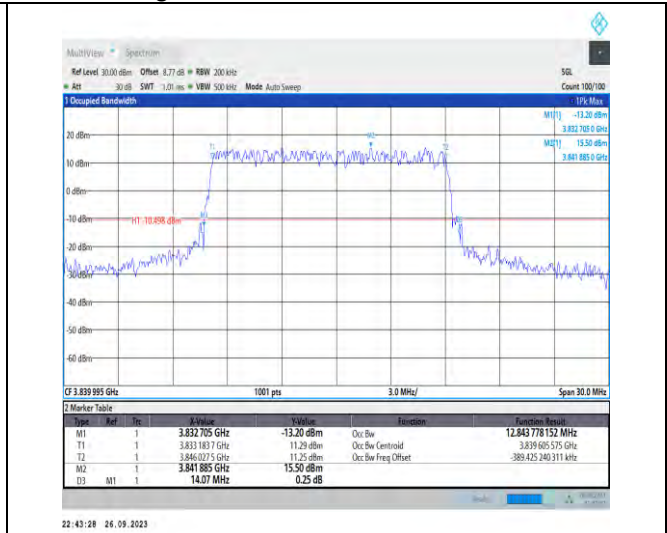 MultiView Spectrum
Ref Level 30.00 dBm Offset 8.77 dB RBW 200 kHz SGL
Att 30 dB SWT 1.01 ms VBW 500 kHz Mode Auto Sweep Count 100/100
1 Occupied Bandwidth 1Pk Max
M1[1] -13.20 dBm
3.832 705 0 GHz
M2[1] 15.50 dBm
3.841 885 0 GHz
20 dBm
10 dBm
0 dBm
-10 dBm
H1 -10.498 dBm
-20 dBm
-30 dBm
-40 dBm
-50 dBm
-60 dBm
T1
M2
T2
M1
CF 3.839 995 GHz 1001 pts 3.0 MHz/ Span 30.0 MHz
2 Marker Table
Type Ref Trc X-Value Y-Value Function Function Result
M1 1 3.832 705 GHz -13.20 dBm Occ Bw 12.843 778 152 MHz
T1 1 3.833 183 7 GHz 11.29 dBm Occ Bw Centroid 3.839 605 575 GHz
T2 1 3.846 027 5 GHz 11.25 dBm Occ Bw Freq Offset -389.425 240 311 kHz
M2 1 3.841 885 GHz 15.50 dBm
D3 M1 1 14.07 MHz 0.25 dB
22:43:28 26.09.2023